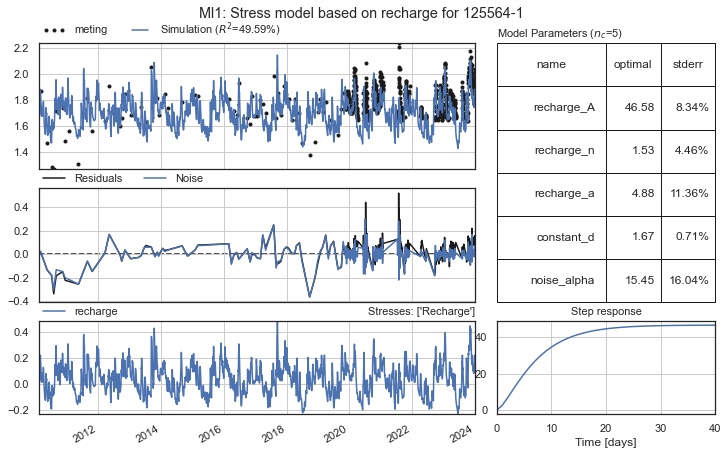 MI1: Stress model based on recharge for 125564-1
meting
Simulation (R²=49.59%)
2.2
2.0
1.8
1.6
1.4
Residuals
Noise
0.4
0.2
0.0
−0.2
−0.4
recharge
Stresses: ['Recharge']
0.4
0.2
0.0
−0.2
2012
2014
2016
2018
2020
2022
2024
Model Parameters (n_c=5)
name optimal stderr
recharge_A 46.58 8.34%
recharge_n 1.53 4.46%
recharge_a 4.88 11.36%
constant_d 1.67 0.71%
noise_alpha 15.45 16.04%
Step response
40
20
0
0 10 20 30 40
Time [days]